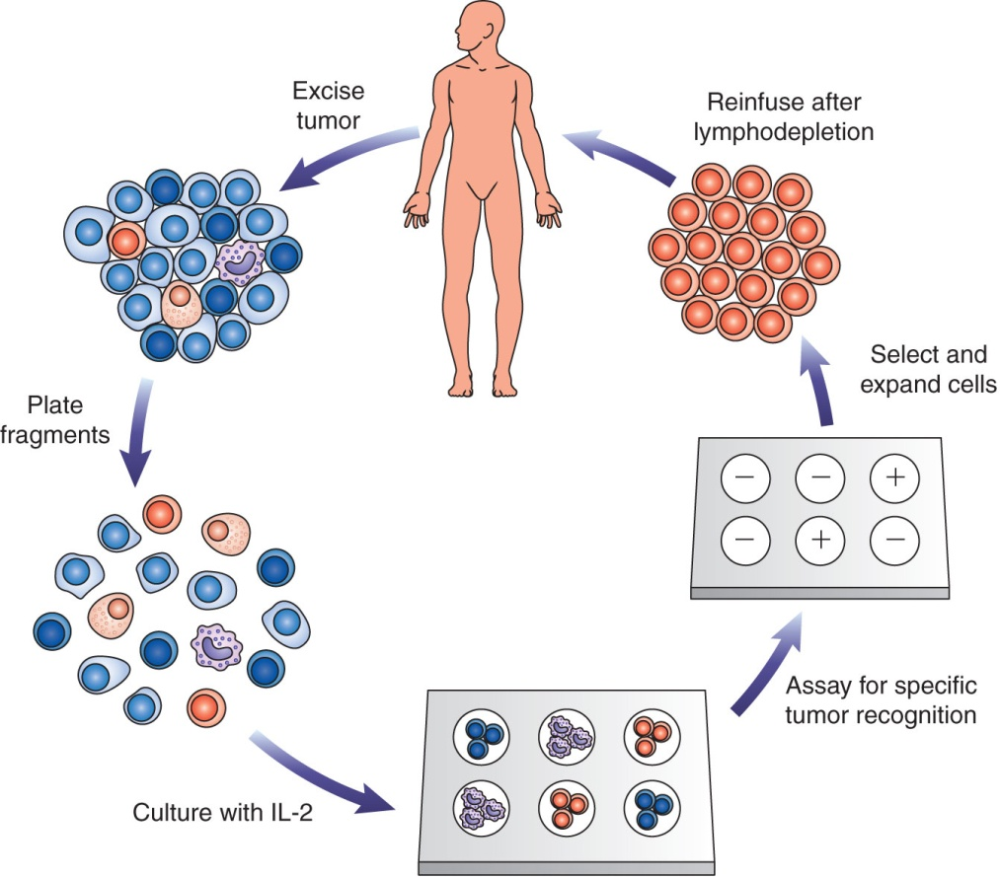 Excise
tumor
Plate
fragments
Culture with IL-2
Assay for specific
tumor recognition
− − +
− + −
Select and
expand cells
Reinfuse after
lymphodepletion